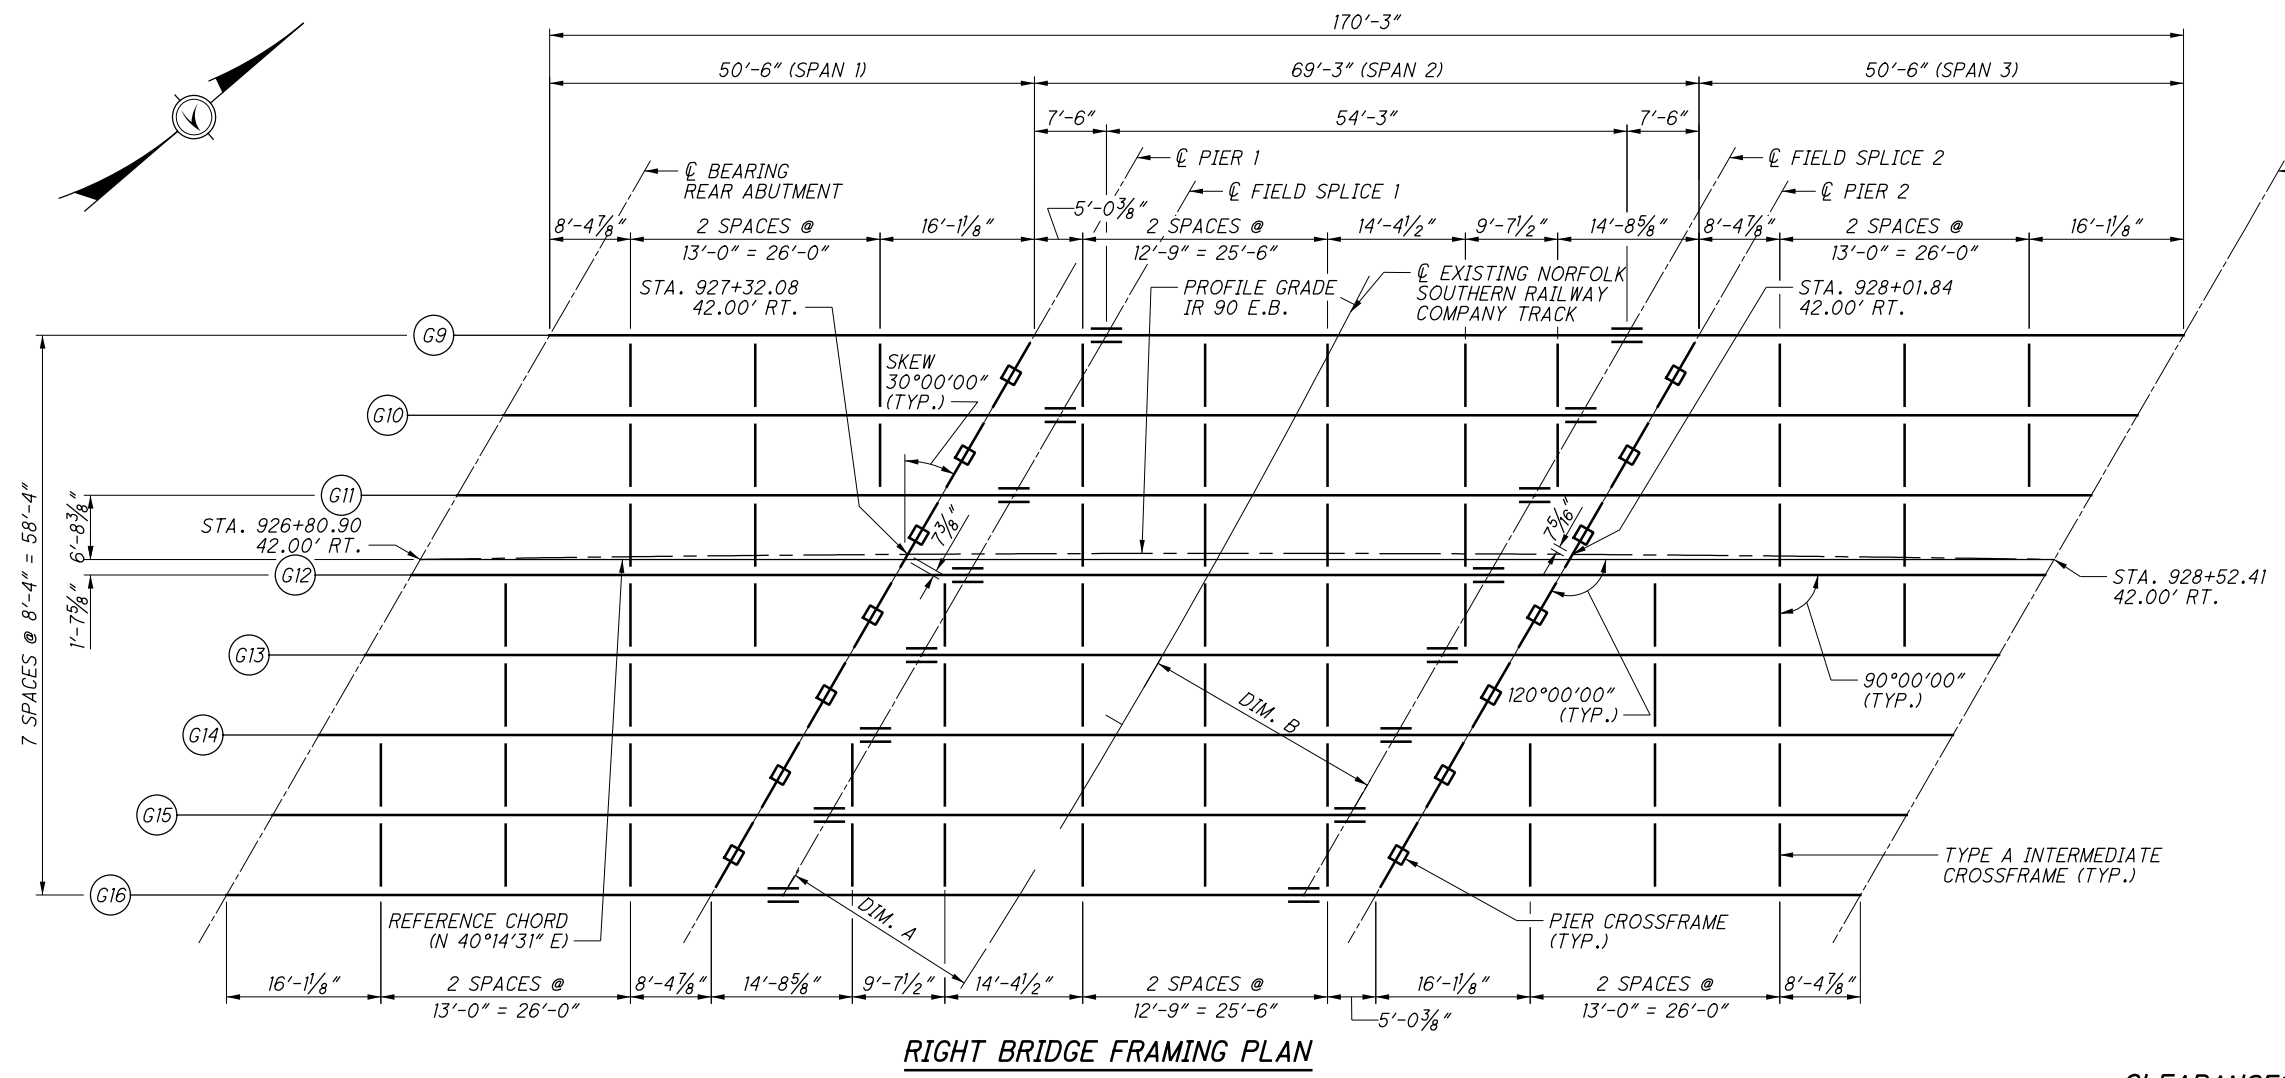 170'-3"
50'-6" (SPAN 1)
69'-3" (SPAN 2)
50'-6" (SPAN 3)
7'-6"
54'-3"
7'-6"
℄ BEARING
REAR ABUTMENT
℄ PIER 1
℄ FIELD SPLICE 1
℄ FIELD SPLICE 2
℄ PIER 2
8'-4⅞"
2 SPACES @
13'-0" = 26'-0"
16'-1⅛"
5'-0⅜"
2 SPACES @
12'-9" = 25'-6"
14'-4½"
9'-7½"
14'-8⅝"
8'-4⅞"
2 SPACES @
13'-0" = 26'-0"
16'-1⅛"
STA. 927+32.08
42.00' RT.
PROFILE GRADE
IR 90 E.B.
℄ EXISTING NORFOLK
SOUTHERN RAILWAY
COMPANY TRACK
STA. 928+01.84
42.00' RT.
G9
SKEW
30°00'00"
(TYP.)
G10
G11
7 SPACES @ 8'-4" = 58'-4"
6'-8⅜"
1'-7⅝"
STA. 926+80.90
42.00' RT.
7⅜"
7⁵⁄₁₆"
G12
STA. 928+52.41
42.00' RT.
G13
120°00'00"
(TYP.)
90°00'00"
(TYP.)
DIM. B
G14
G15
TYPE A INTERMEDIATE
CROSSFRAME (TYP.)
G16
REFERENCE CHORD
(N 40°14'31" E)
DIM. A
PIER CROSSFRAME
(TYP.)
16'-1⅛"
2 SPACES @
13'-0" = 26'-0"
8'-4⅞"
14'-8⅝"
9'-7½"
14'-4½"
2 SPACES @
12'-9" = 25'-6"
5'-0⅜"
16'-1⅛"
2 SPACES @
13'-0" = 26'-0"
8'-4⅞"
RIGHT BRIDGE FRAMING PLAN